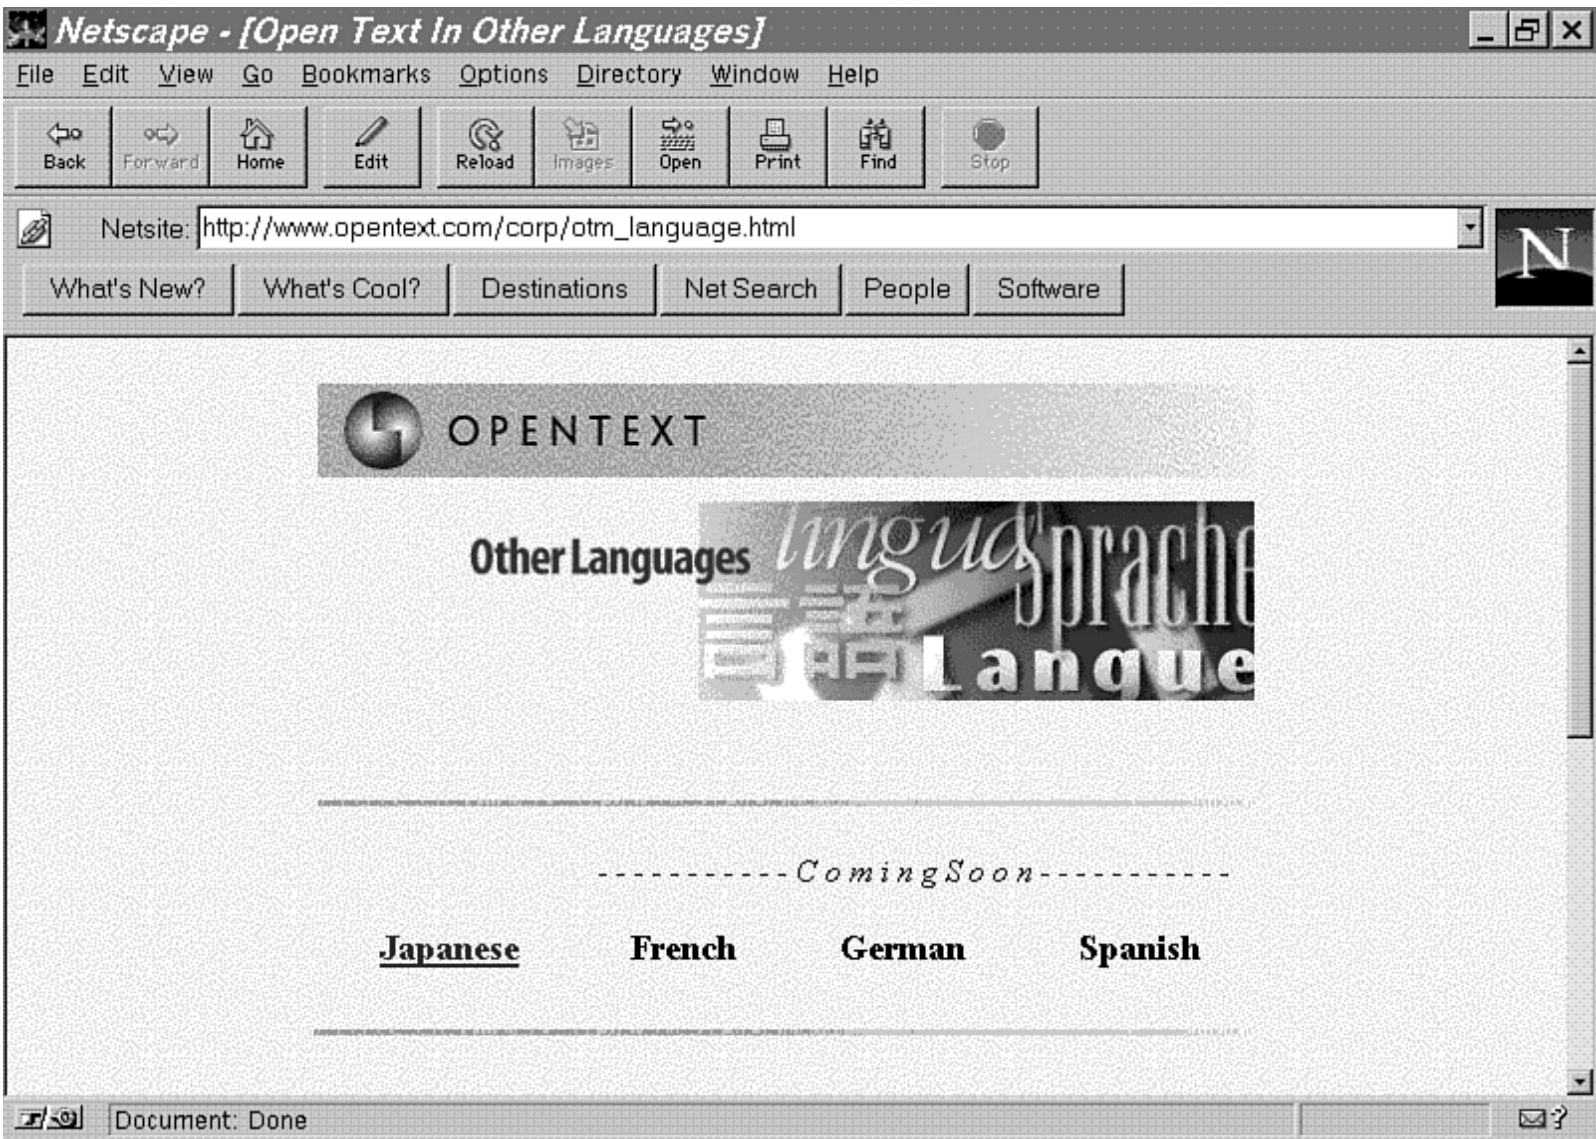 Netscape - [Open Text In Other Languages]
File Edit View Go Bookmarks Options Directory Window Help
Back Forward Home Edit Reload Images Open Print Find Stop
Netsite: http://www.opentext.com/corp/otm_language.html
N
What's New? What's Cool? Destinations Net Search People Software
OPENTEXT
Other Languages
lingua Sprache
言語 Langue
-----------ComingSoon-----------
Japanese French German Spanish
Document: Done